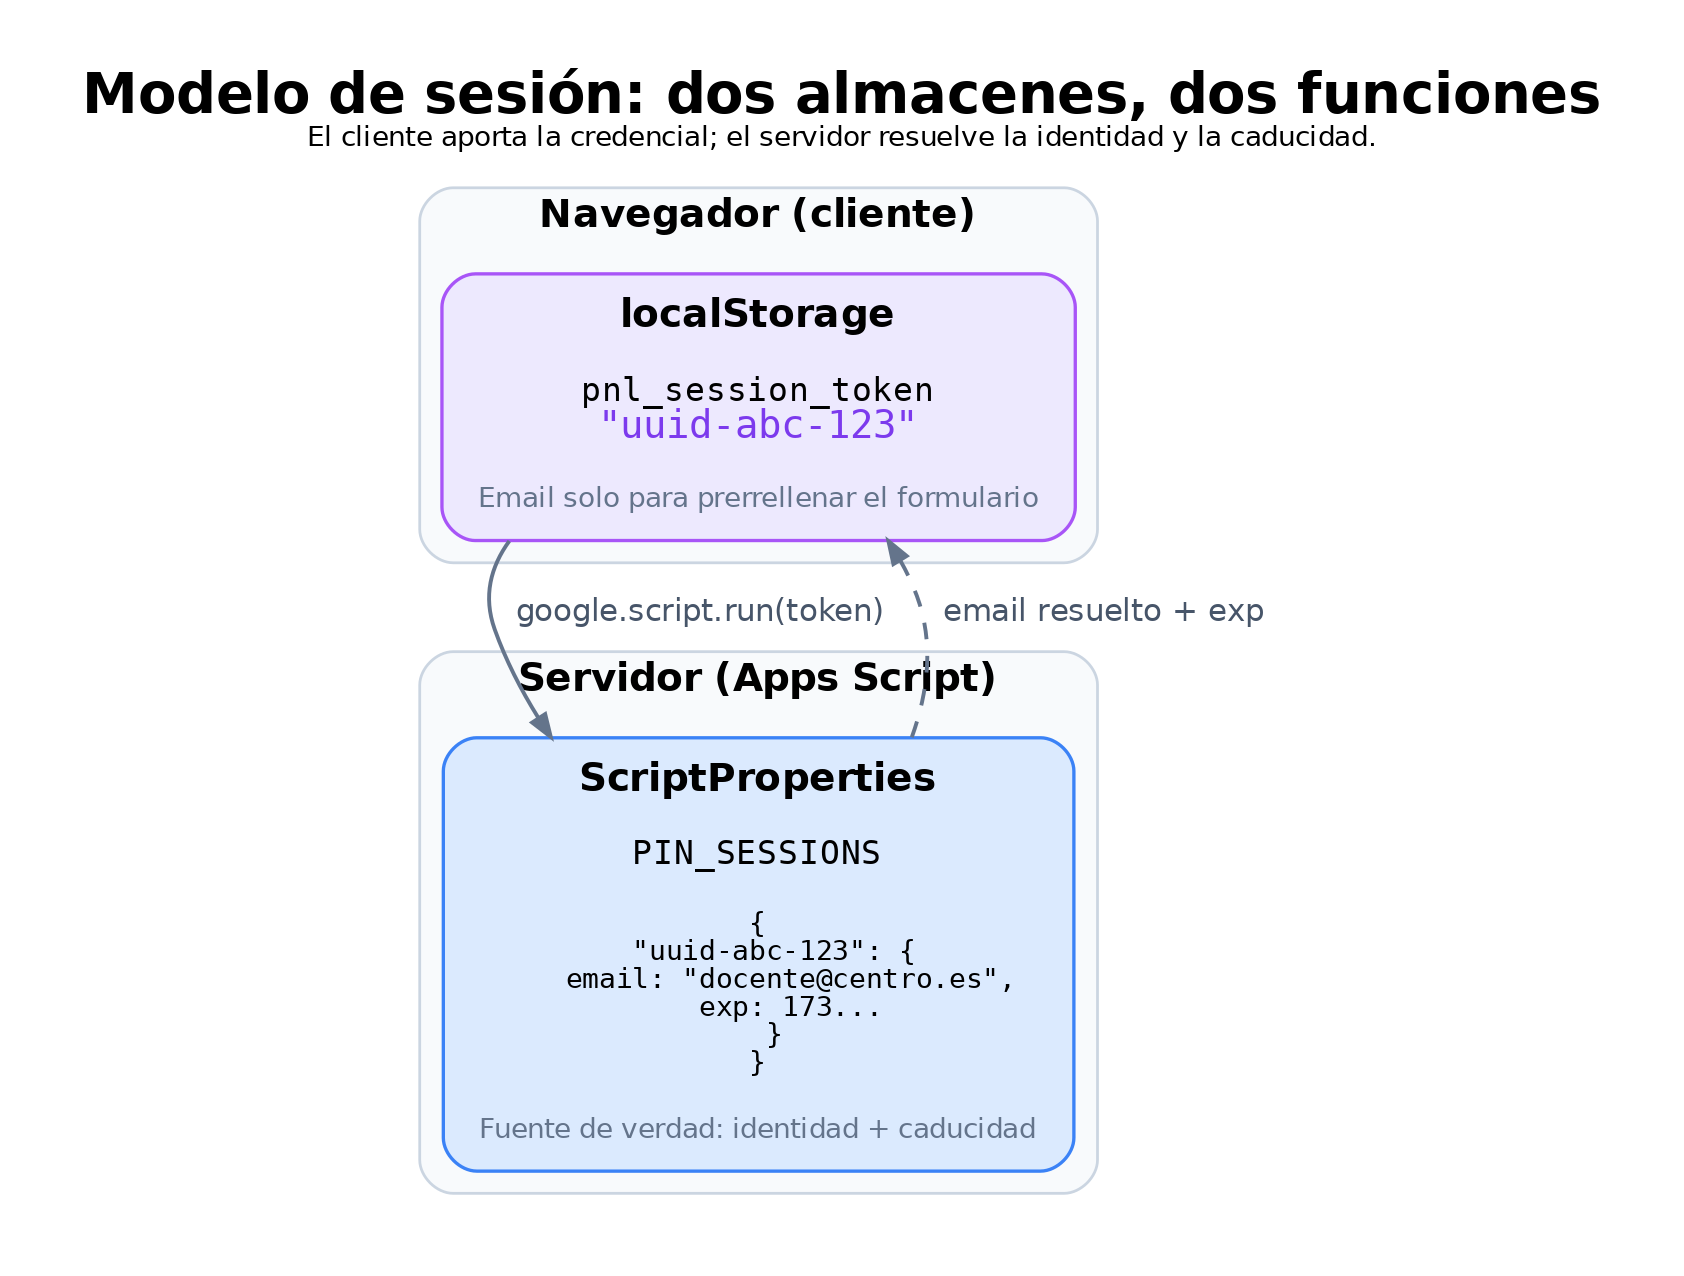 Modelo de sesión: dos almacenes, dos funciones
El cliente aporta la credencial; el servidor resuelve la identidad y la caducidad.
Navegador (cliente)
localStorage
pnl_session_token
"uuid-abc-123"
Email solo para prerrellenar el formulario
google.script.run(token)
email resuelto + exp
Servidor (Apps Script)
ScriptProperties
PIN_SESSIONS
{
"uuid-abc-123": {
email: "docente@centro.es",
exp: 173...
}
}
Fuente de verdad: identidad + caducidad